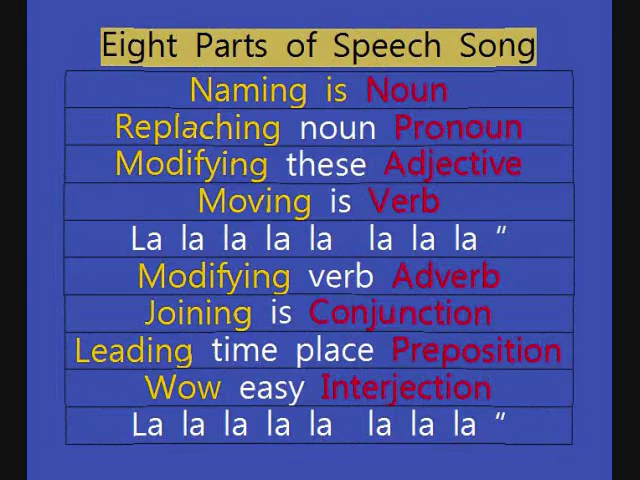 Eight Parts of Speech Song
Naming is Noun
Replaching noun Pronoun
Modifying these Adjective
Moving is Verb
La la la la la la la la “
Modifying verb Adverb
Joining is Conjunction
Leading time place Preposition
Wow easy Interjection
La la la la la la la la “